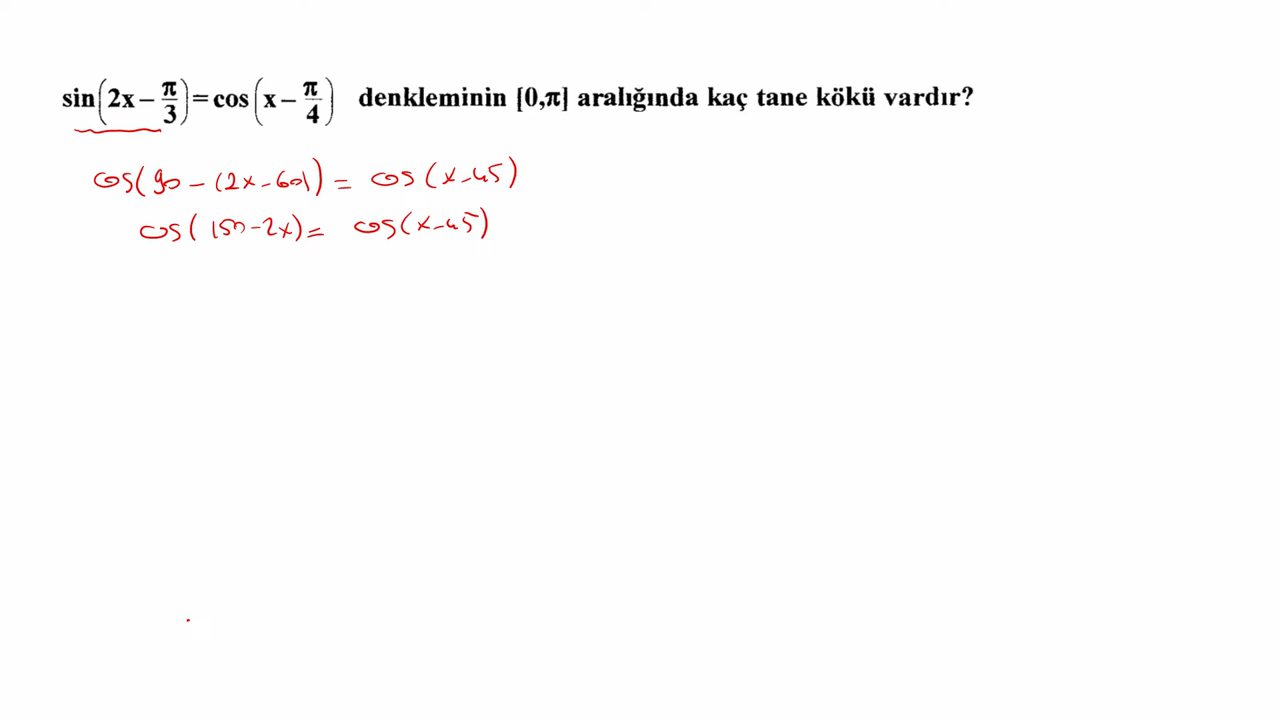 sin(2x − π/3) = cos(x − π/4) denkleminin [0,π] aralığında kaç tane kökü vardır?
cos(90 − (2x − 60)) = cos(x − 45)
cos(150 − 2x) = cos(x − 45)